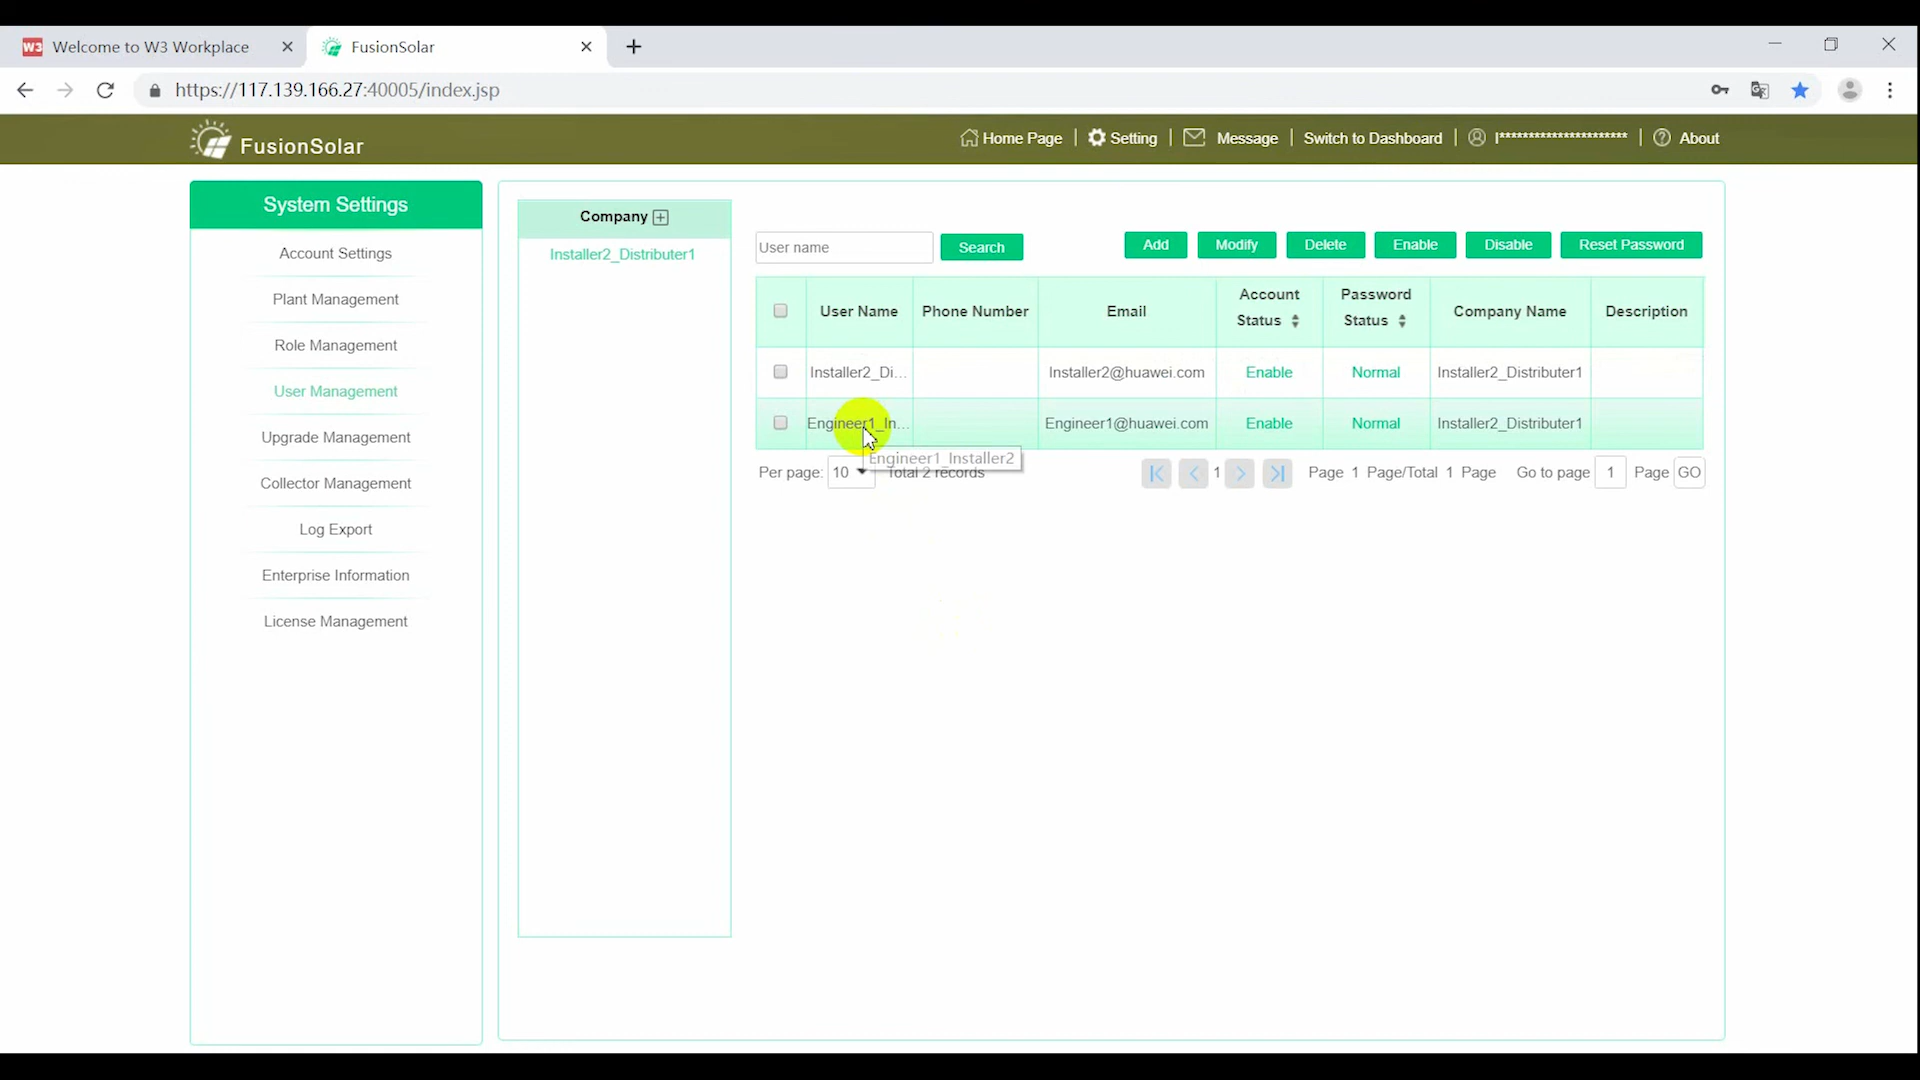 W3 Welcome to W3 Workplace
FusionSolar
https://117.139.166.27:40005/index.jsp
FusionSolar
Home Page | Setting | Message | Switch to Dashboard | l********************** | About
System Settings
Account Settings
Plant Management
Role Management
User Management
Upgrade Management
Collector Management
Log Export
Enterprise Information
License Management
Company
Installer2_Distributer1
User name Search Add Modify Delete Enable Disable Reset Password
User Name Phone Number Email Account Status Password Status Company Name Description
Installer2_Di... Installer2@huawei.com Enable Normal Installer2_Distributer1
Engineer1_In... Engineer1@huawei.com Enable Normal Installer2_Distributer1
Engineer1_Installer2
Per page: 10 Total 2 records 1 Page 1 Page/Total 1 Page Go to page 1 Page GO